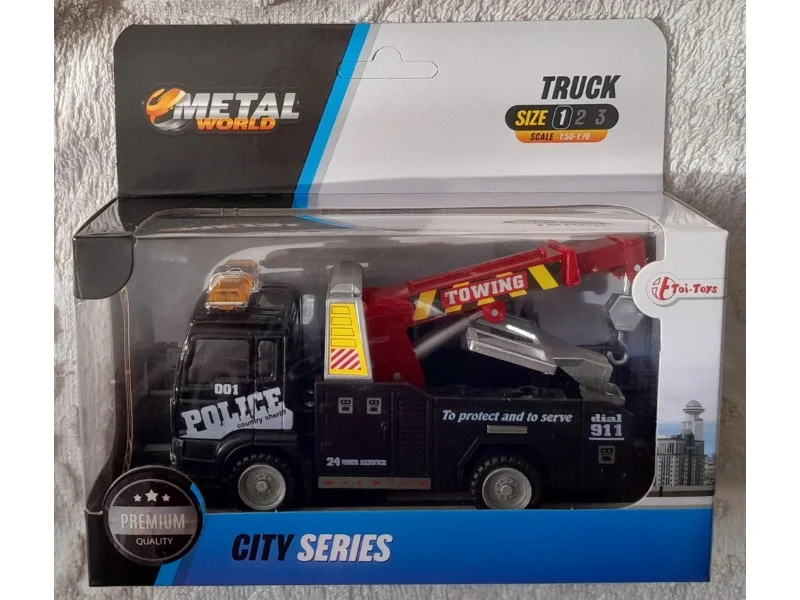 METAL
WORLD
TRUCK
SIZE 1 2 3
SCALE 1:50-1:70
Toi-Toys
TOWING
001
POLICE
country sheriff
To protect and to serve
dial
911
24 HOUR SERVICE
PREMIUM
QUALITY
CITY SERIES